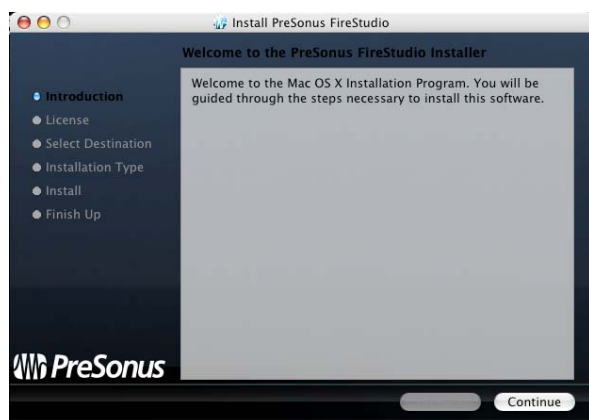 Install PreSonus FireStudio
Welcome to the PreSonus FireStudio Installer
Introduction
License
Select Destination
Installation Type
Install
Finish Up
Welcome to the Mac OS X Installation Program. You will be
guided through the steps necessary to install this software.
PreSonus
Continue